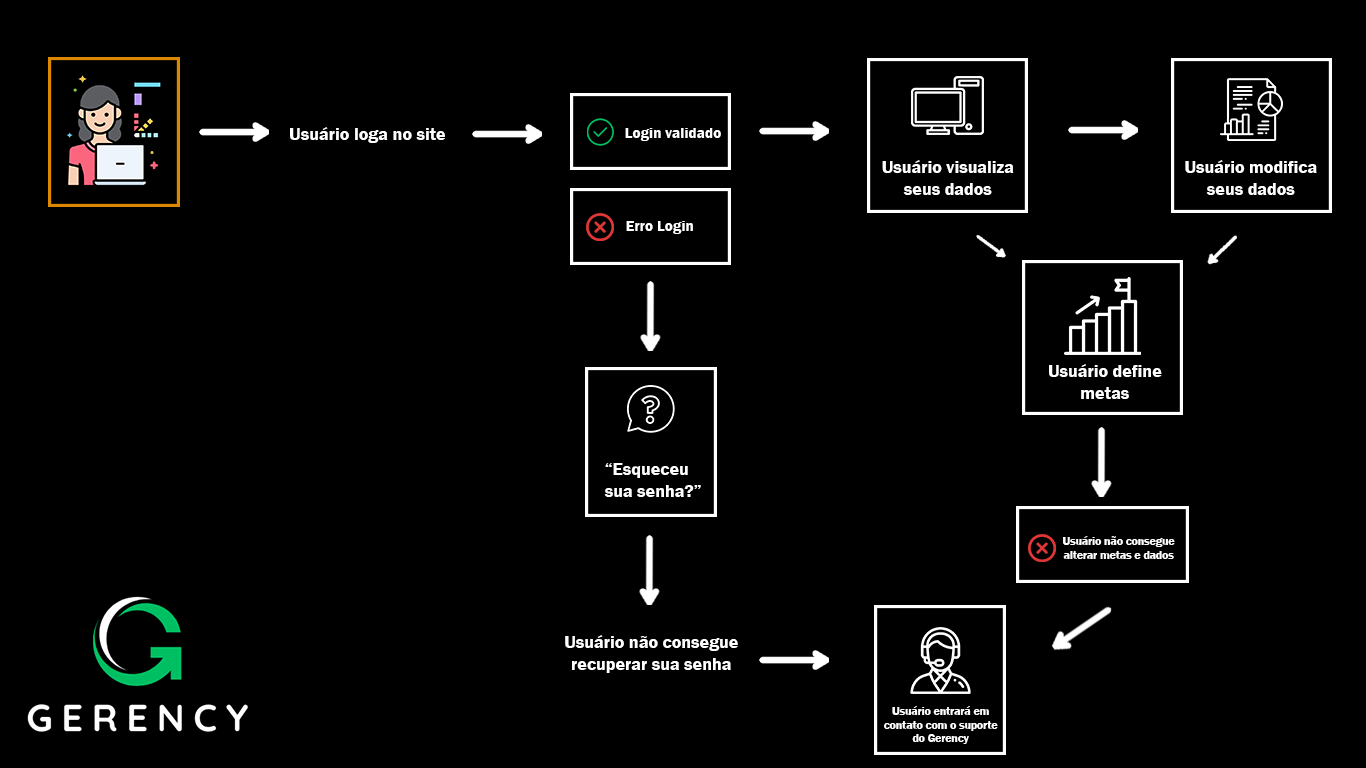 Usuário loga no site
Login validado
Erro Login
Usuário visualiza
seus dados
Usuário modifica
seus dados
Usuário define
metas
“Esqueceu
sua senha?”
Usuário não consegue
alterar metas e dados
Usuário não consegue
recuperar sua senha
Usuário entrará em
contato com o suporte
do Gerency
GERENCY